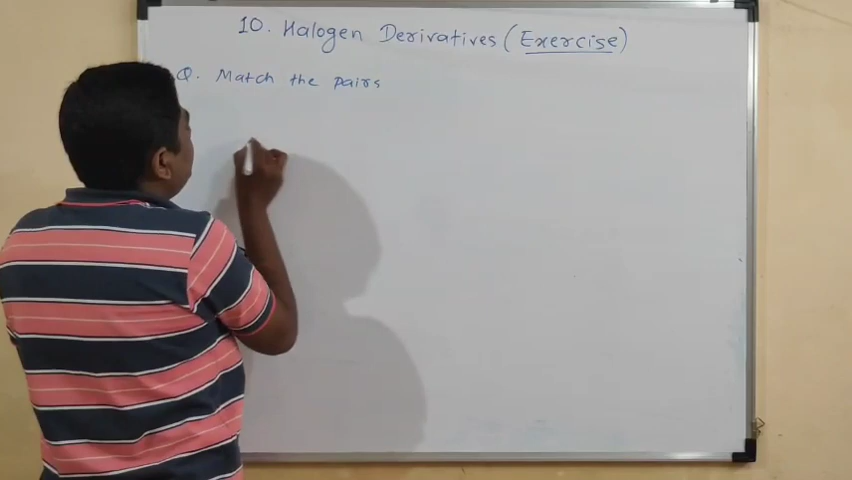 10. Halogen Derivatives (Exercise)
Q. Match the pairs